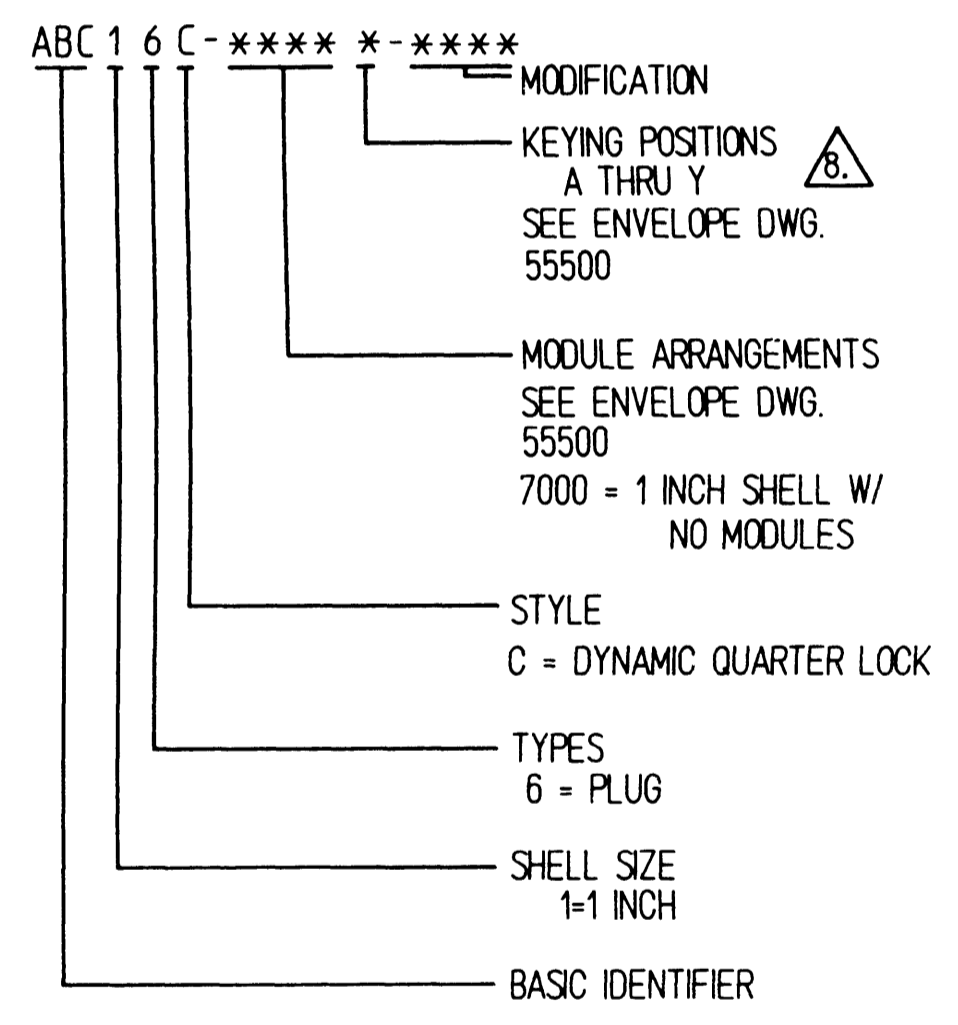 ABC 1 6 C - **** * - ****
MODIFICATION
KEYING POSITIONS
A THRU Y
8.
SEE ENVELOPE DWG.
55500
MODULE ARRANGEMENTS
SEE ENVELOPE DWG.
55500
7000 = 1 INCH SHELL W/
NO MODULES
STYLE
C = DYNAMIC QUARTER LOCK
TYPES
6 = PLUG
SHELL SIZE
1=1 INCH
BASIC IDENTIFIER